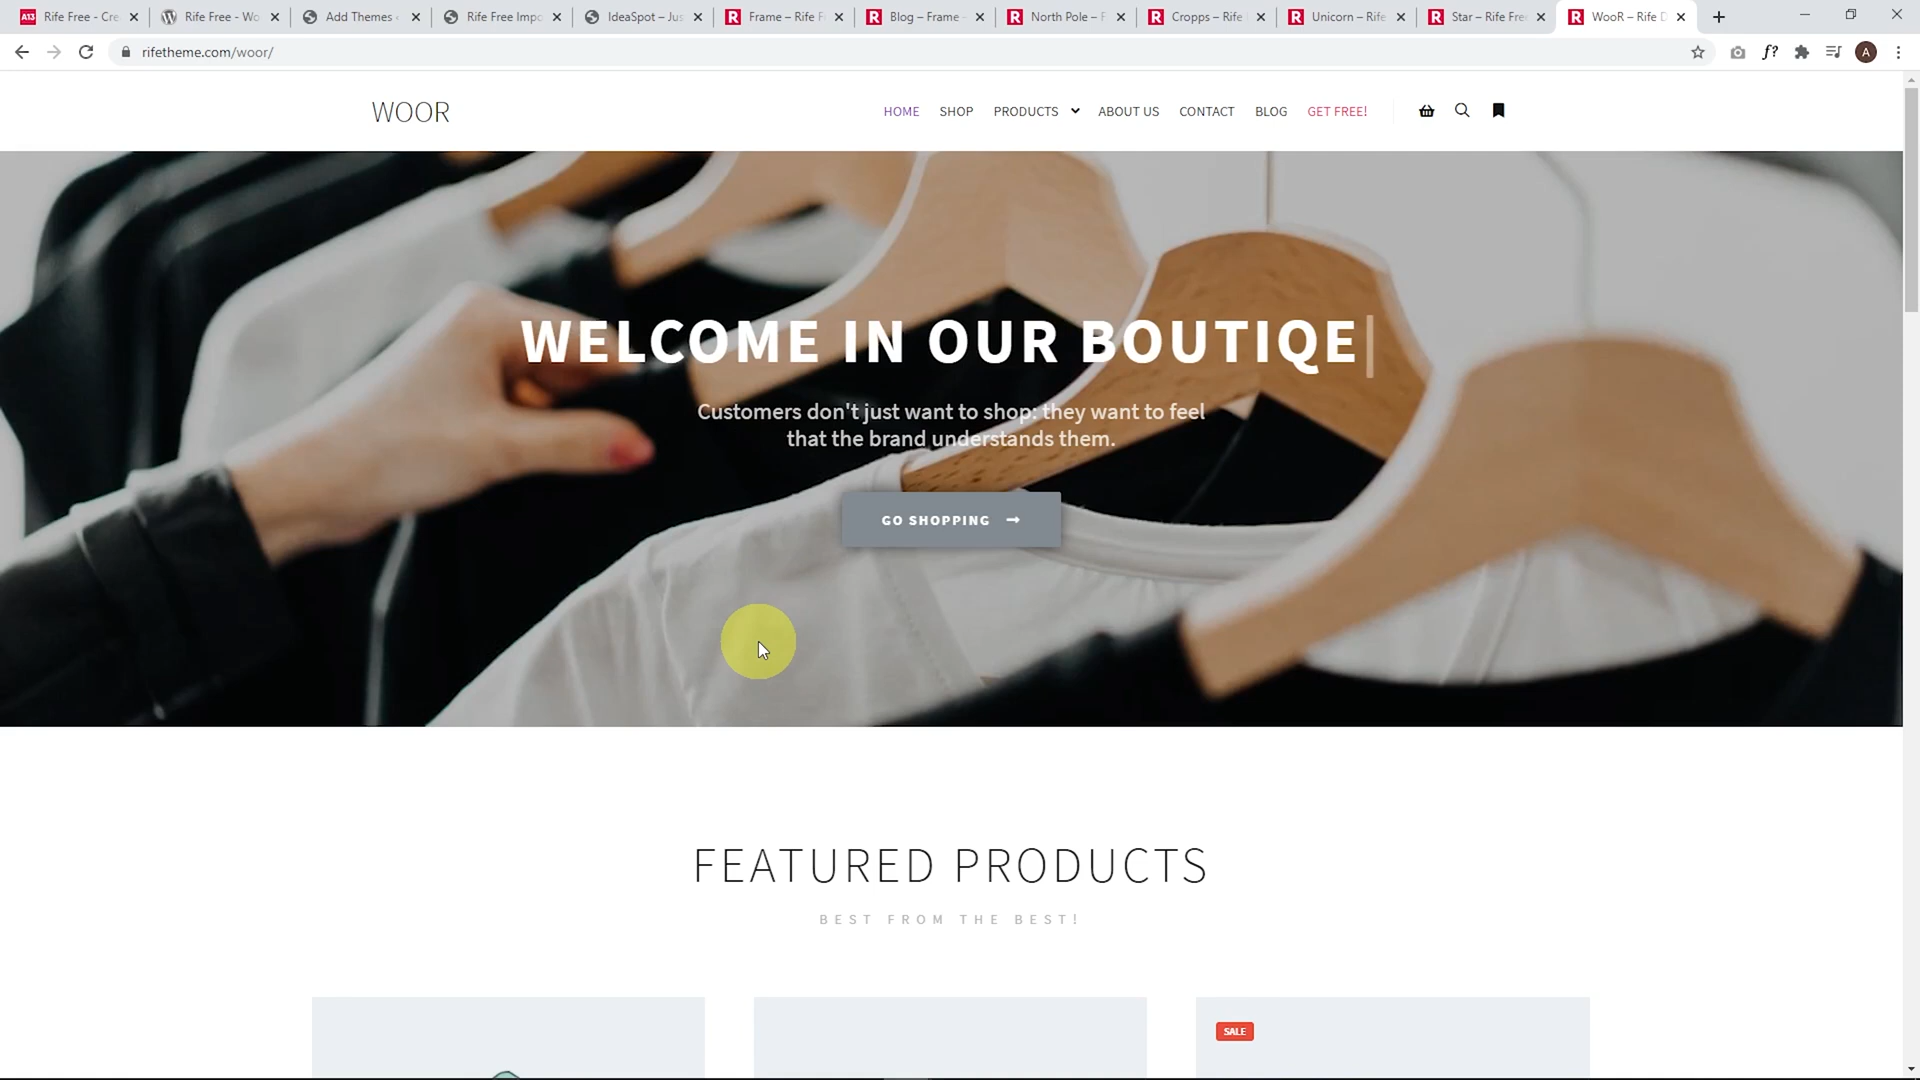 Rife Free - Cre
Rife Free - Wo
Add Themes
Rife Free Impo
IdeaSpot – Jus
Frame – Rife F
Blog – Frame
North Pole – F
Cropps – Rife
Unicorn – Rife
Star – Rife Fre
WooR – Rife D
rifetheme.com/woor/
f?
A
WOOR
HOME
SHOP
PRODUCTS
ABOUT US
CONTACT
BLOG
GET FREE!
WELCOME IN OUR BOUTIQE
Customers don't just want to shop: they want to feel
that the brand understands them.
GO SHOPPING
FEATURED PRODUCTS
BEST FROM THE BEST!
SALE